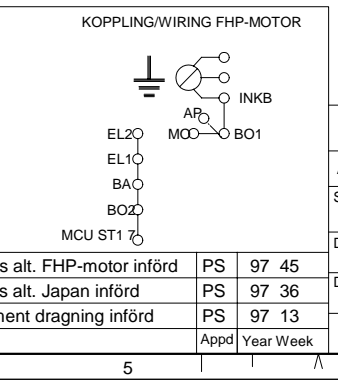 KOPPLING/WIRING FHP-MOTOR
INKB
AP
EL2 MO BO1
EL1
BA
BO2
MCU ST1 7
s alt. FHP-motor införd PS 97 45
s alt. Japan införd PS 97 36
nent dragning införd PS 97 13
Appd Year Week
5